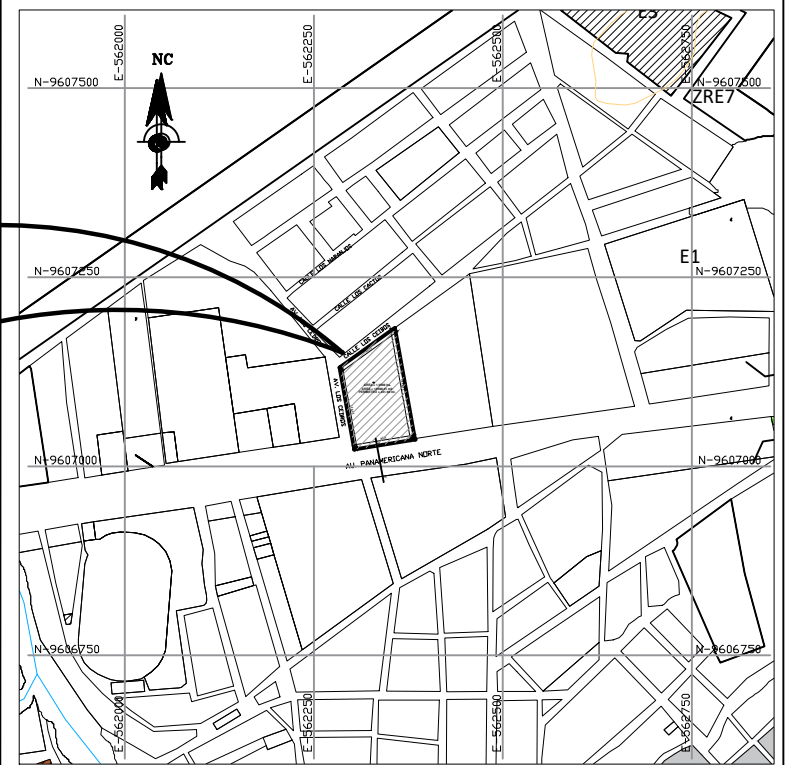 E3
E-562000
E-562250
E-562500
E-562750
NC
N-9607500
N-9607500
ZRE7
CALLE LOS NARANJOS
E1
N-9607250
N-9607250
CALLE LOS CACTUS
CALLE LOS CEIBOS
AV. LOS CEIBOS
AV. PANAMERICANA NORTE
N-9607000
N-9607000
N-9606750
N-9606750
E-562000
E-562250
E-562500
E-562750